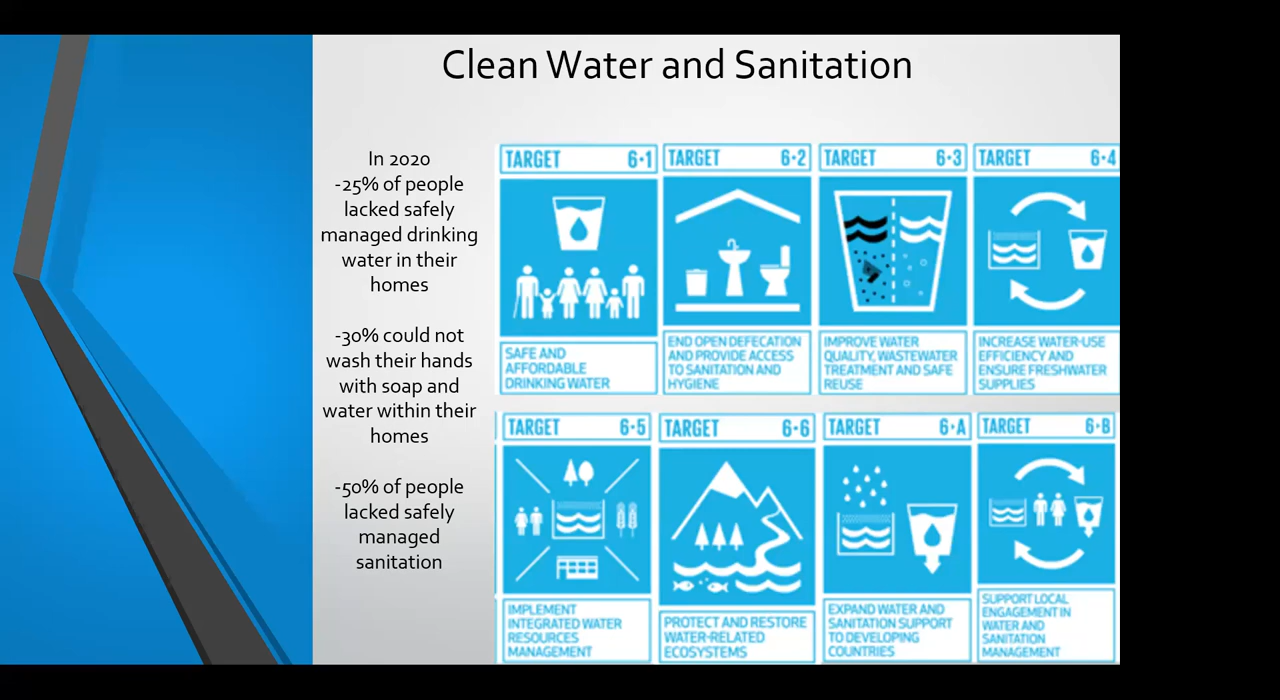 Clean Water and Sanitation
In 2020
-25% of people
lacked safely
managed drinking
water in their
homes
-30% could not
wash their hands
with soap and
water within their
homes
-50% of people
lacked safely
managed
sanitation
TARGET 6·1
SAFE AND
AFFORDABLE
DRINKING WATER
TARGET 6·2
END OPEN DEFECATION
AND PROVIDE ACCESS
TO SANITATION AND
HYGIENE
TARGET 6·3
IMPROVE WATER
QUALITY, WASTEWATER
TREATMENT AND SAFE
REUSE
TARGET 6·4
INCREASE WATER-USE
EFFICIENCY AND
ENSURE FRESHWATER
SUPPLIES
TARGET 6·5
IMPLEMENT
INTEGRATED WATER
RESOURCES
MANAGEMENT
TARGET 6·6
PROTECT AND RESTORE
WATER-RELATED
ECOSYSTEMS
TARGET 6·A
EXPAND WATER AND
SANITATION SUPPORT
TO DEVELOPING
COUNTRIES
TARGET 6·B
SUPPORT LOCAL
ENGAGEMENT IN
WATER AND
SANITATION
MANAGEMENT